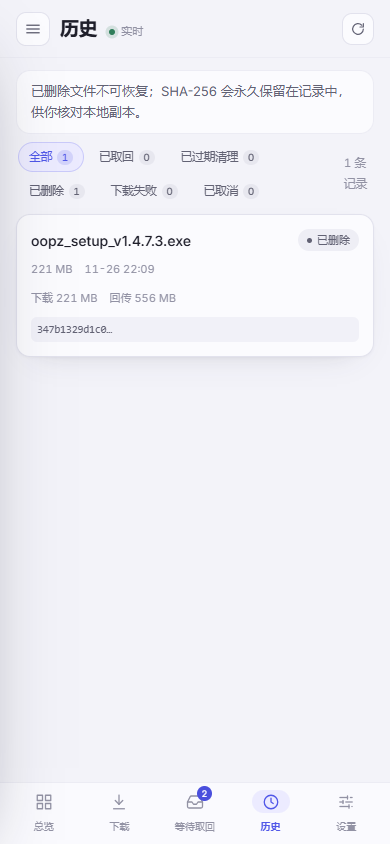 历史 实时
已删除文件不可恢复；SHA-256 会永久保留在记录中，
供你核对本地副本。
全部 1 已取回 0 已过期清理 0
已删除 1 下载失败 0 已取消 0
1 条
记录
oopz_setup_v1.4.7.3.exe 已删除
221 MB 11-26 22:09
下载 221 MB 回传 556 MB
347b1329d1c0…
2
总览 下载 等待取回 历史 设置